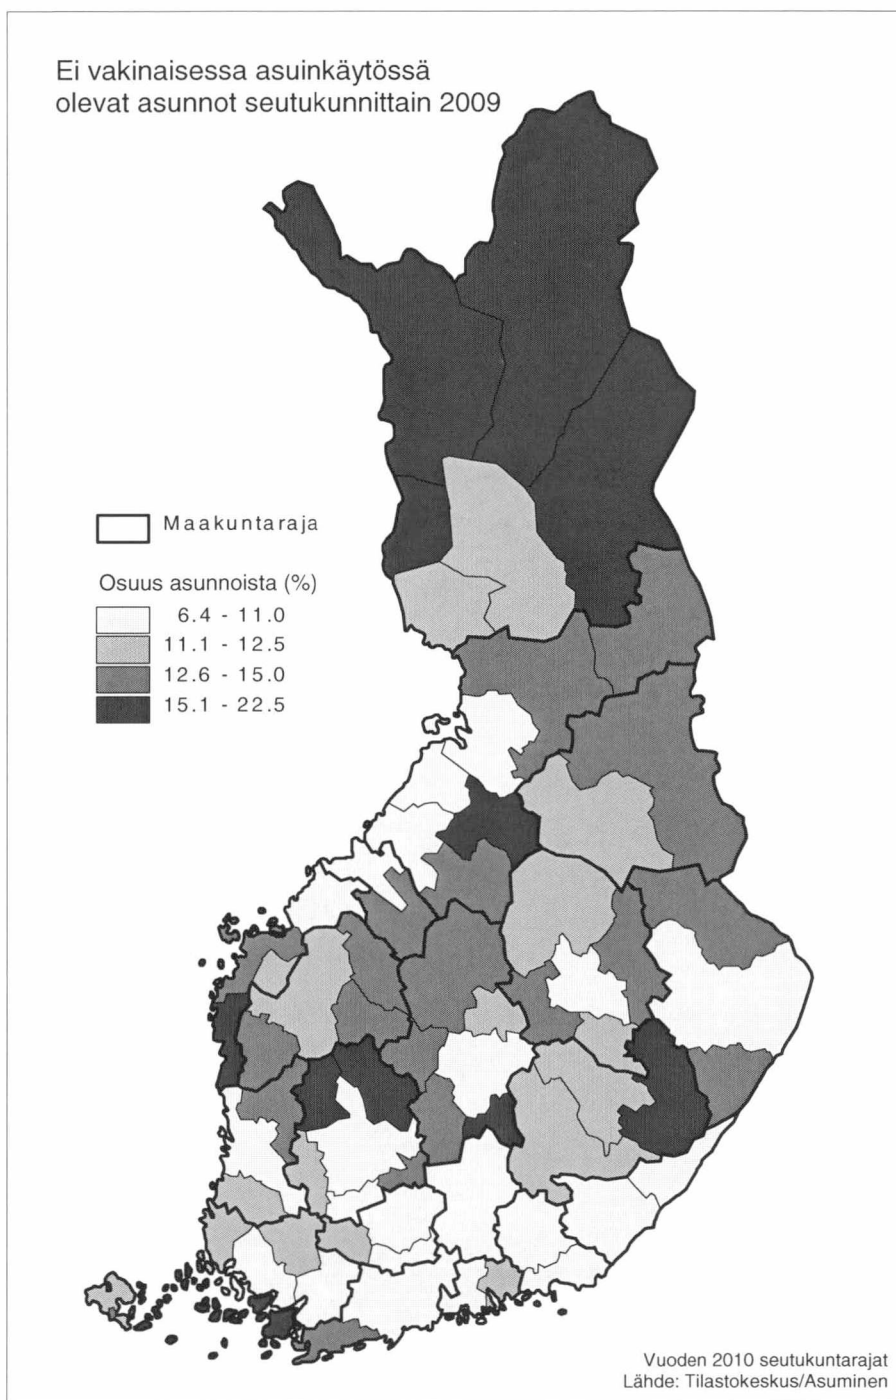 Ei vakinaisessa asuinkäytössä
olevat asunnot seutukunnittain 2009
Maakuntaraja
Osuus asunnoista (%)
6.4 - 11.0
11.1 - 12.5
12.6 - 15.0
15.1 - 22.5
Vuoden 2010 seutukuntarajat
Lähde: Tilastokeskus/Asuminen